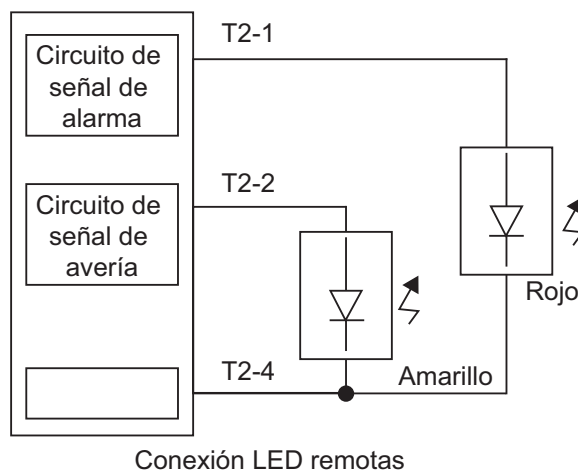 T2-1
Circuito de
señal de
alarma
T2-2
Circuito de
señal de
avería
Rojo
T2-4
Amarillo
Conexión LED remotas